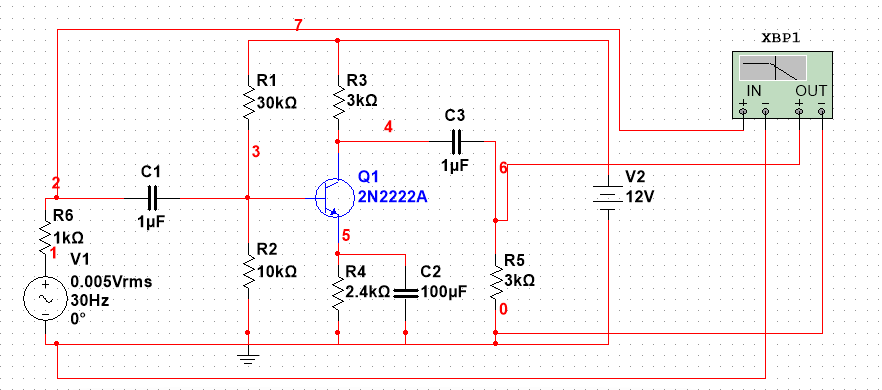 7
XBP1
IN OUT
R1
30kΩ
R3
3kΩ
C3
1µF
4
3
6
2
C1
1µF
Q1
2N2222A
V2
12V
R6
1kΩ
1
V1
0.005Vrms
30Hz
0°
R2
10kΩ
5
R4
2.4kΩ
C2
100µF
R5
3kΩ
0